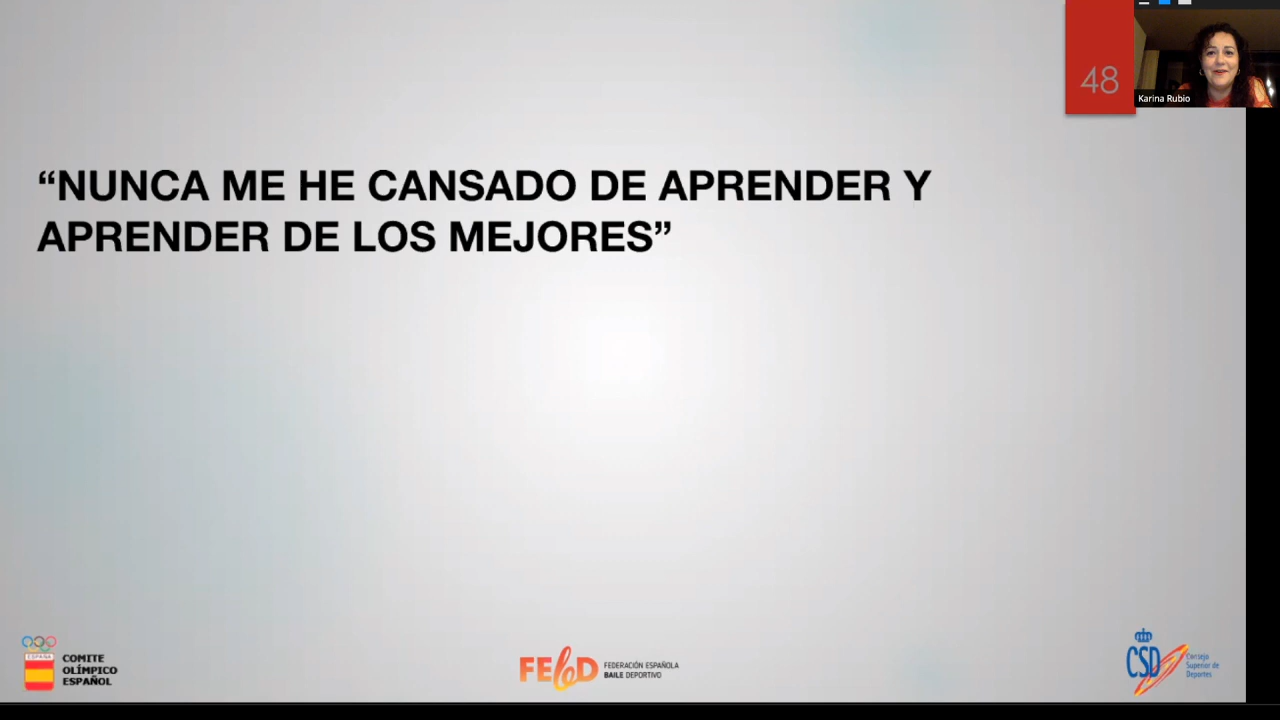 48
Karina Rubio
“NUNCA ME HE CANSADO DE APRENDER Y
APRENDER DE LOS MEJORES”
ESPAÑA
COMITE
OLÍMPICO
ESPAÑOL
FEbD
FEDERACIÓN ESPAÑOLA
BAILE DEPORTIVO
CSD
Consejo
Superior de
Deportes